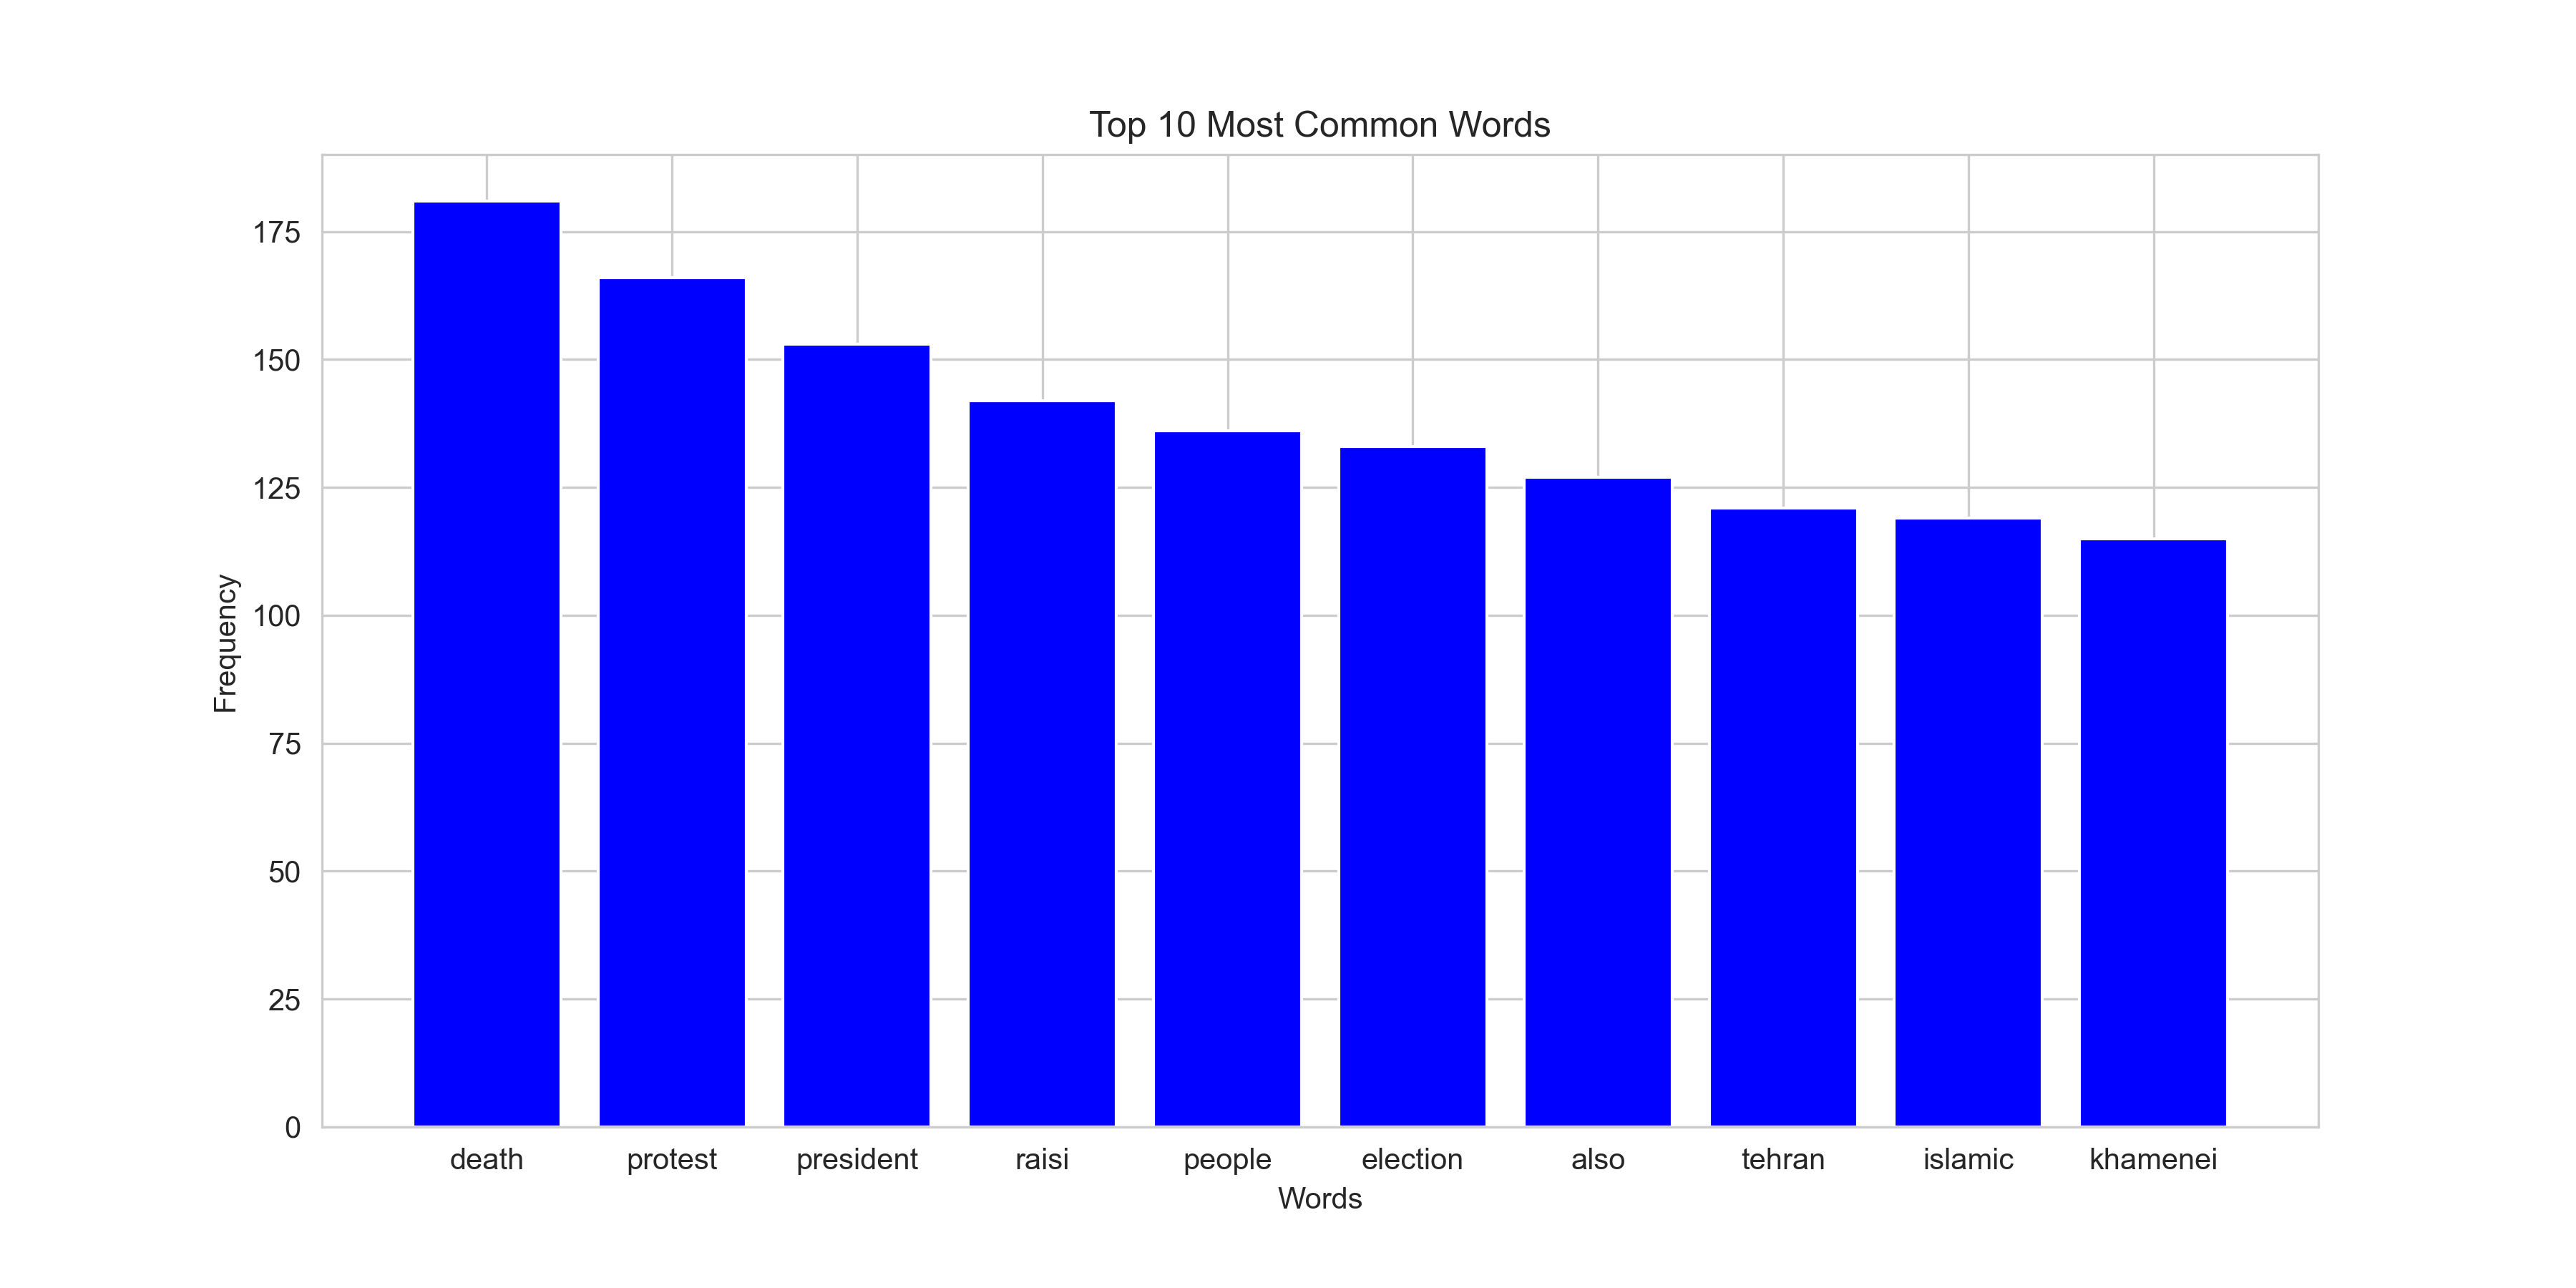 Top 10 Most Common Words
175
150
125
100
75
50
25
0
Frequency
death protest president raisi people election also tehran islamic khamenei
Words